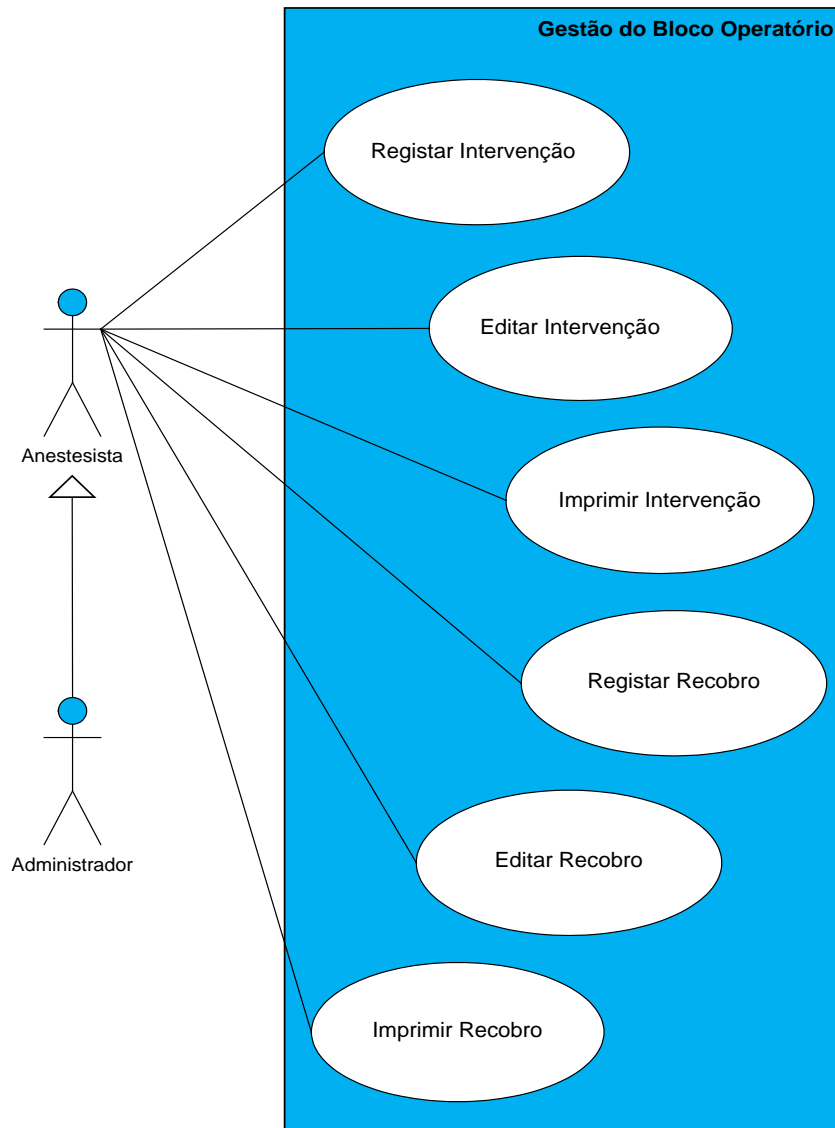 Gestão do Bloco Operatório
Registar Intervenção
Editar Intervenção
Anestesista
Imprimir Intervenção
Registar Recobro
Editar Recobro
Administrador
Imprimir Recobro